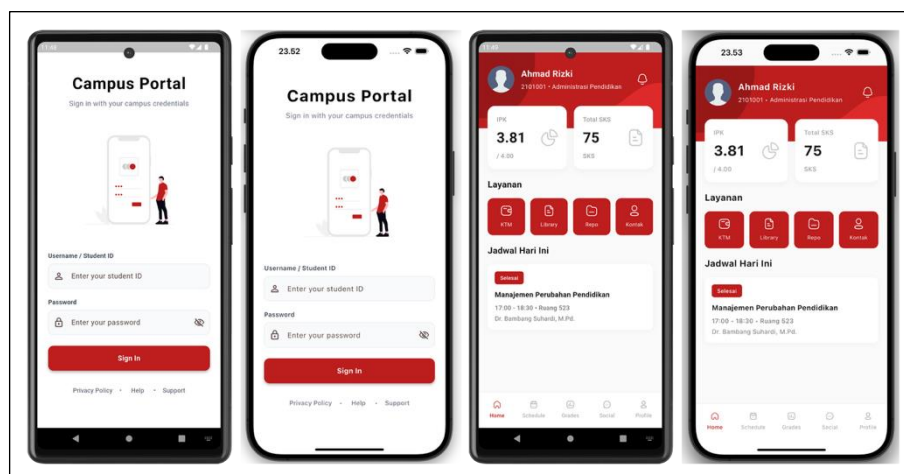 11:49
Campus Portal
Sign in with your campus credentials
Username / Student ID
Enter your student ID
Password
Enter your password
Sign In
Privacy Policy - Help - Support
23.52
Campus Portal
Sign in with your campus credentials
Username / Student ID
Enter your student ID
Password
Enter your password
Sign In
Privacy Policy - Help - Support
Ahmad Rizki
2101001 • Administrasi Pendidikan
IPK
3.81
/ 4.00
Total SKS
75
SKS
Layanan
KTM Library Repo Kontak
Jadwal Hari Ini
Selesai
Manajemen Perubahan Pendidikan
17:00 - 18:30 • Ruang 523
Dr. Bambang Suhardi, M.Pd.
Home Schedule Grades Social Profile
23.53
Ahmad Rizki
2101001 • Administrasi Pendidikan
IPK
3.81
/ 4.00
Total SKS
75
SKS
Layanan
KTM Library Repo Kontak
Jadwal Hari Ini
Selesai
Manajemen Perubahan Pendidikan
17:00 - 18:30 • Ruang 523
Dr. Bambang Suhardi, M.Pd.
Home Schedule Grades Social Profile